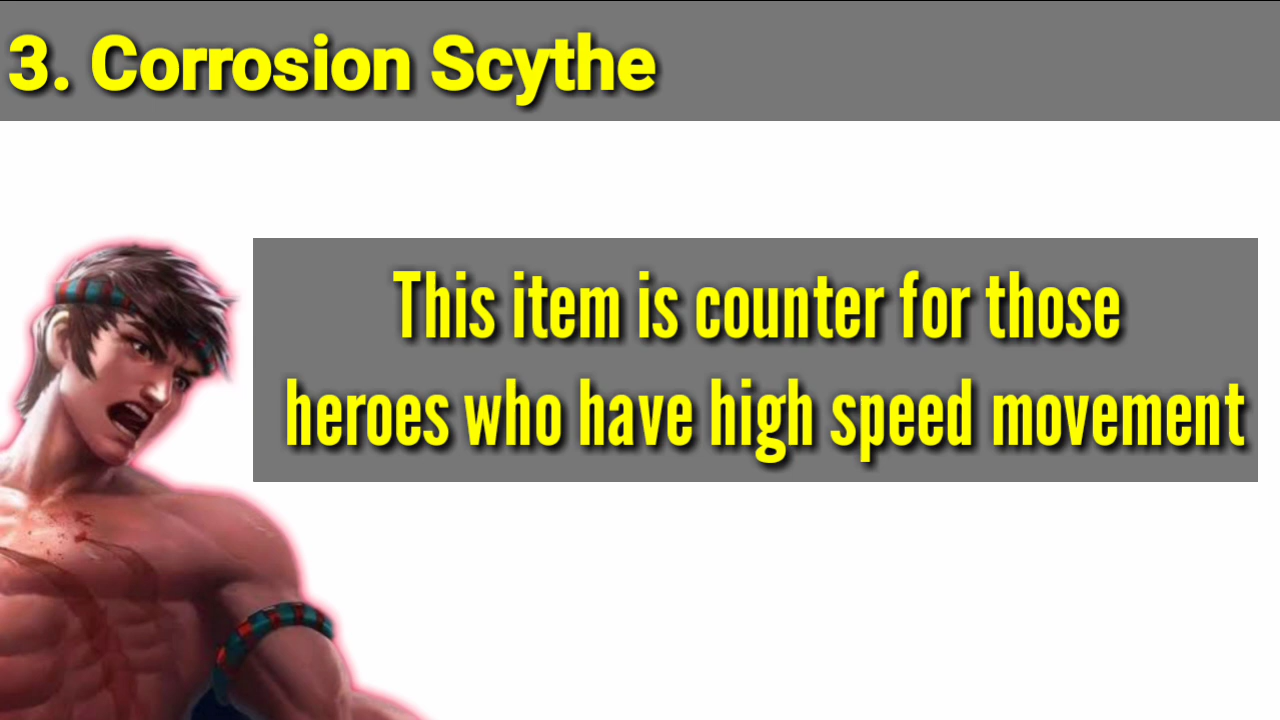 3. Corrosion Scythe
This item is counter for those
heroes who have high speed movement